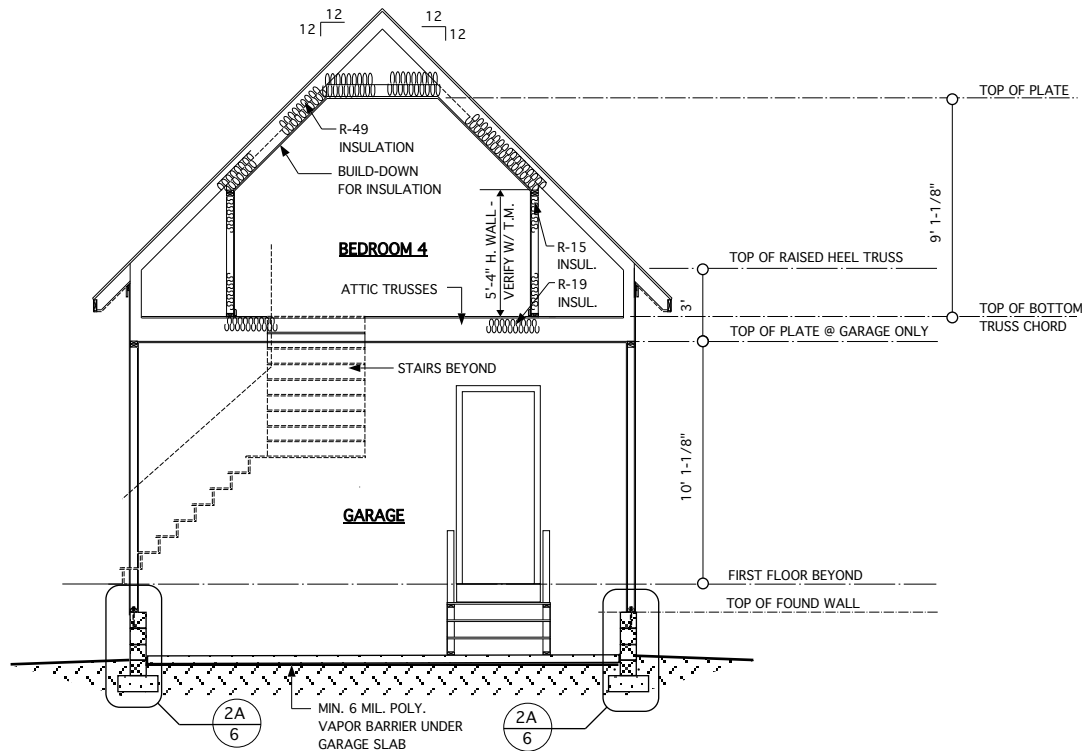 12
12
12
12
TOP OF PLATE
R-49
INSULATION
BUILD-DOWN
FOR INSULATION
9' 1-1/8"
5'-4" H. WALL -
VERIFY W/ T.M.
BEDROOM 4
R-15
INSUL.
TOP OF RAISED HEEL TRUSS
R-19
INSUL.
ATTIC TRUSSES
3'
TOP OF BOTTOM
TRUSS CHORD
TOP OF PLATE @ GARAGE ONLY
STAIRS BEYOND
10' 1-1/8"
GARAGE
FIRST FLOOR BEYOND
TOP OF FOUND WALL
MIN. 6 MIL. POLY.
VAPOR BARRIER UNDER
GARAGE SLAB
2A
6
2A
6